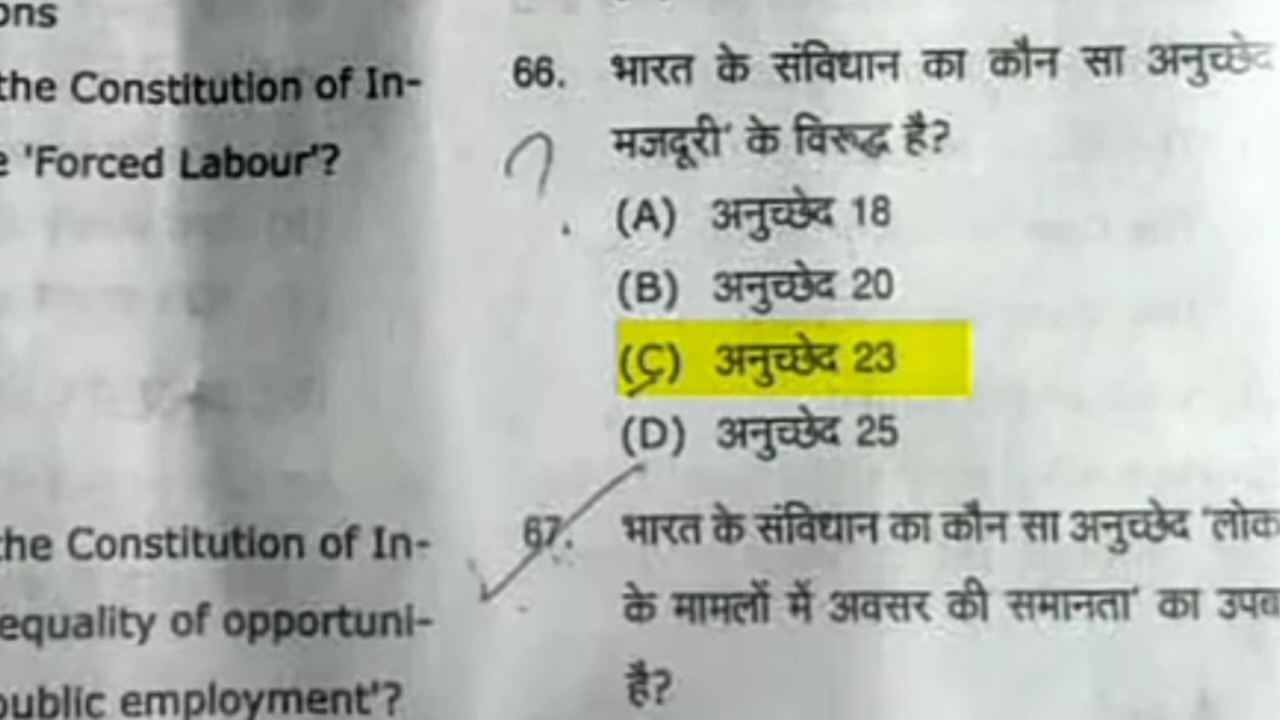 the Constitution of In-
'Forced Labour'?
the Constitution of In-
equality of opportuni-
public employment'?
66. भारत के संविधान का कौन सा अनुच्छेद
मजदूरी' के विरूद्ध है?
(A) अनुच्छेद 18
(B) अनुच्छेद 20
(C) अनुच्छेद 23
(D) अनुच्छेद 25
67. भारत के संविधान का कौन सा अनुच्छेद 'लोक
के मामलों में अवसर की समानता' का
है?